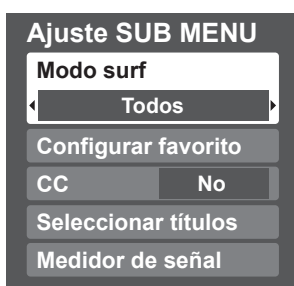 Ajuste SUB MENU
Modo surf
Todos
Configurar favorito
CC No
Seleccionar títulos
Medidor de señal